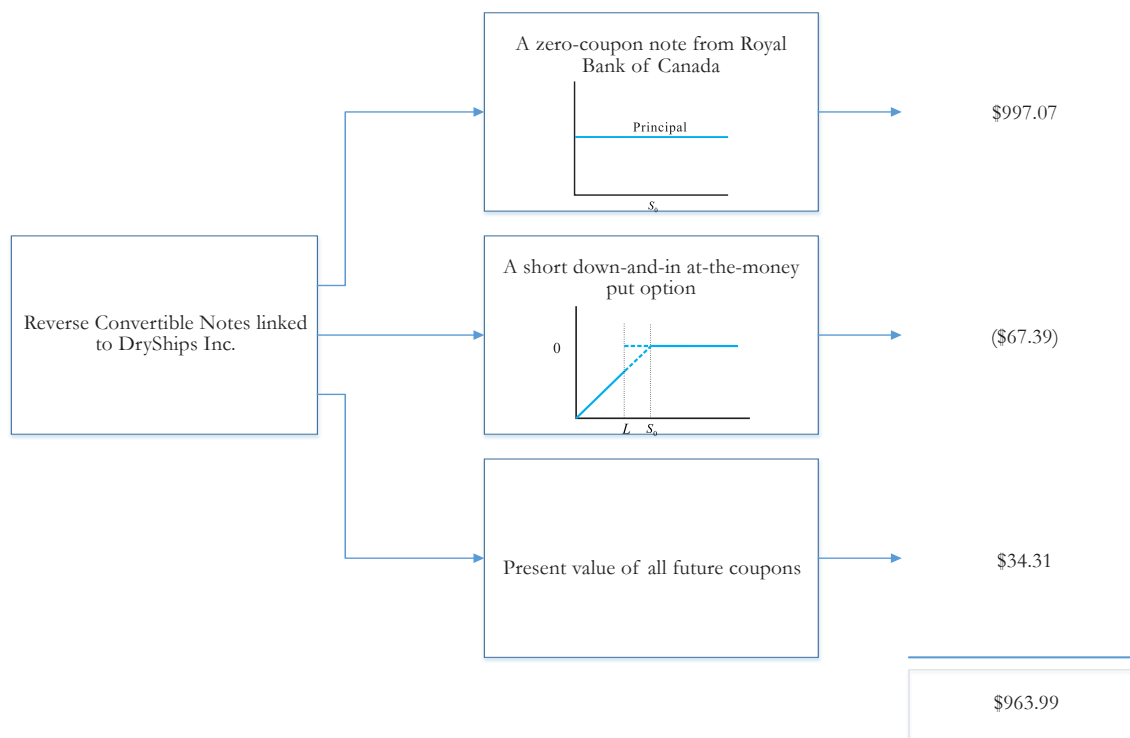 A zero-coupon note from Royal
Bank of Canada
Principal
S₀
$997.07
Reverse Convertible Notes linked
to DryShips Inc.
A short down-and-in at-the-money
put option
0
L S₀
($67.39)
Present value of all future coupons
$34.31
$963.99